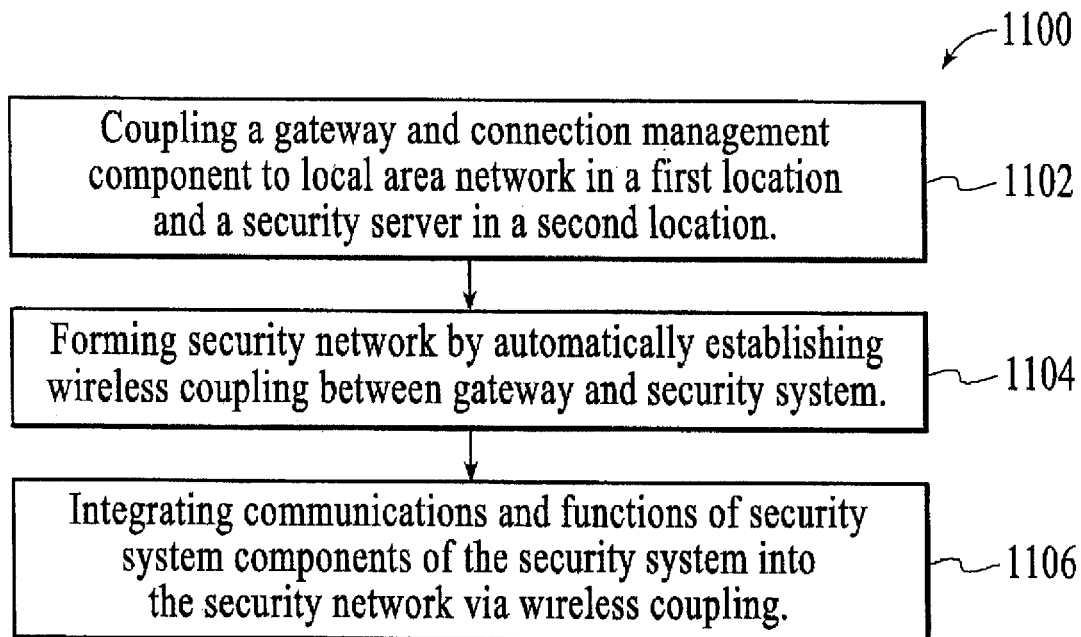 1100
Coupling a gateway and connection management
component to local area network in a first location
and a security server in a second location.
1102
Forming security network by automatically establishing
wireless coupling between gateway and security system.
1104
Integrating communications and functions of security
system components of the security system into
the security network via wireless coupling.
1106